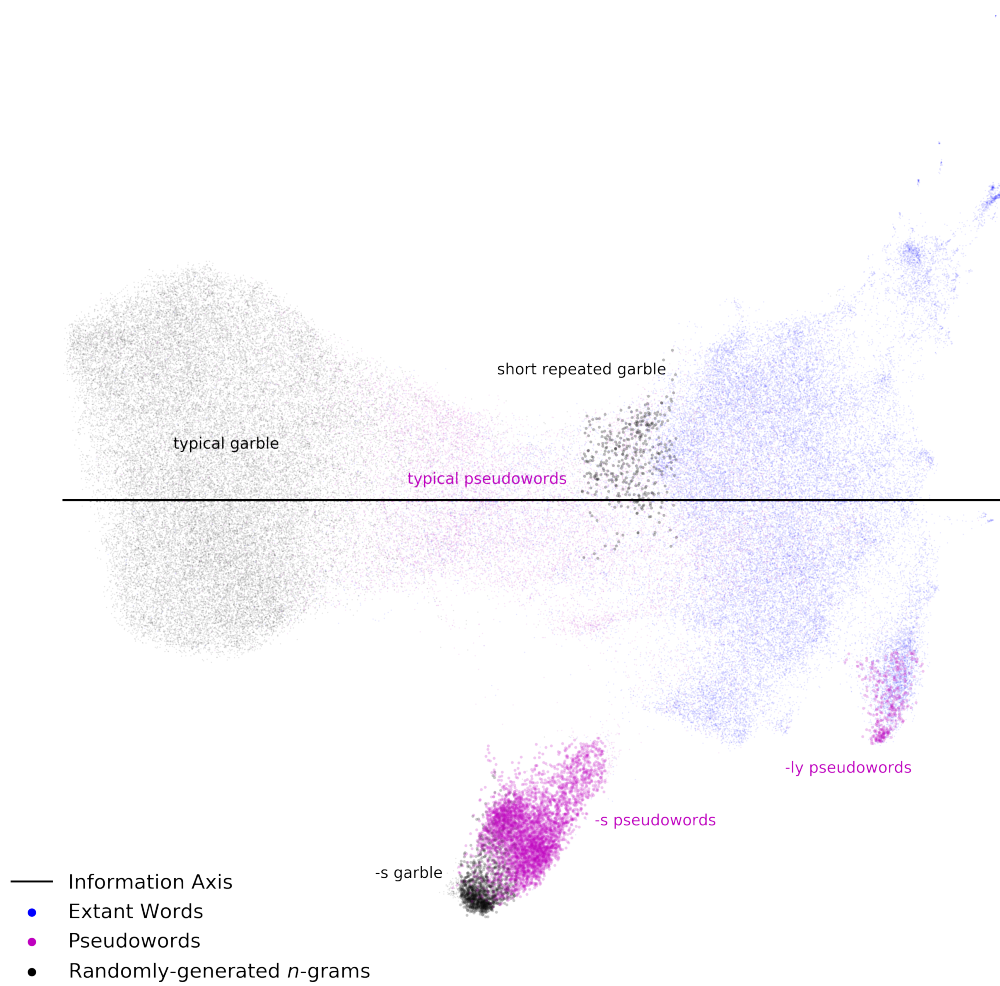 short repeated garble
typical garble
typical pseudowords
-ly pseudowords
-s pseudowords
-s garble
Information Axis
Extant Words
Pseudowords
Randomly-generated n-grams